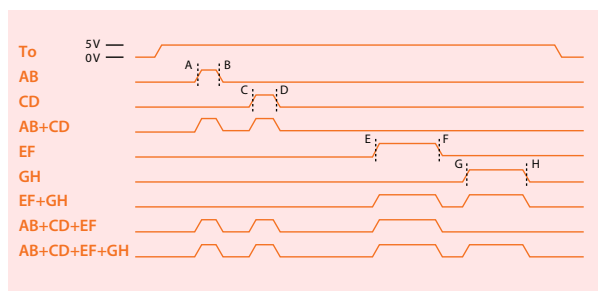 To 5V
0V
AB A B
CD C D
AB+CD
EF E F
GH G H
EF+GH
AB+CD+EF
AB+CD+EF+GH